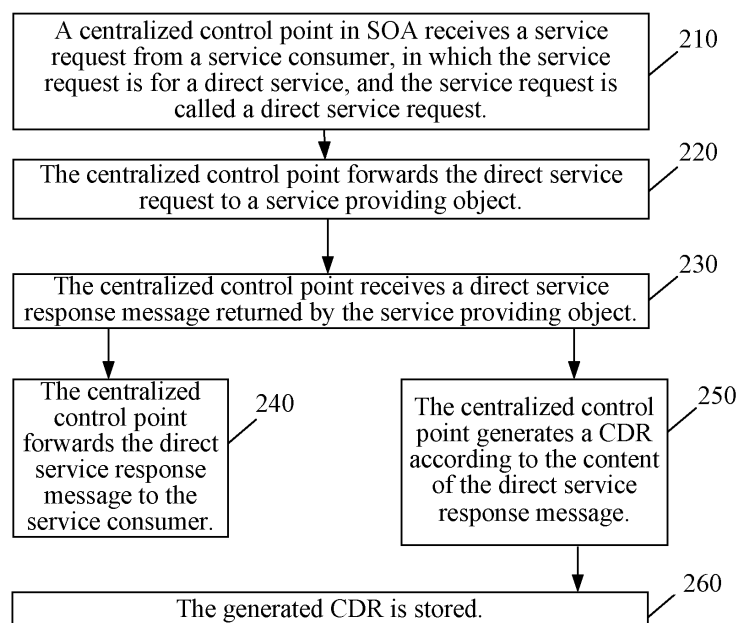 A centralized control point in SOA receives a service
request from a service consumer, in which the service
request is for a direct service, and the service request is
called a direct service request.
210
The centralized control point forwards the direct service
request to a service providing object.
220
The centralized control point receives a direct service
response message returned by the service providing object.
230
The centralized
control point
forwards the direct
service response
message to the
service consumer.
240
The centralized control
point generates a CDR
according to the content
of the direct service
response message.
250
The generated CDR is stored.
260